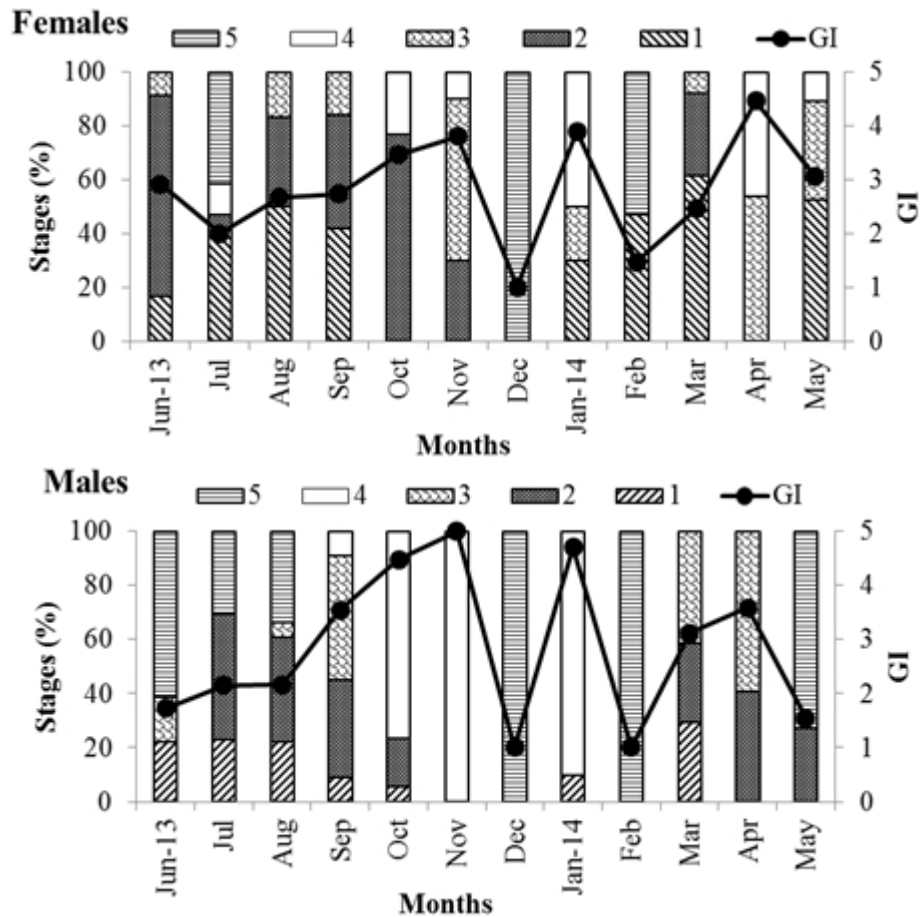 Females
5 4 3 2 1 GI
100 5
80 4
60 3
40 2
20 1
0 0
Stages (%)
GI
Jun-13 Jul Aug Sep Oct Nov Dec Jan-14 Feb Mar Apr May
Months
Males
5 4 3 2 1 GI
100 5
80 4
60 3
40 2
20 1
0 0
Stages (%)
GI
Jun-13 Jul Aug Sep Oct Nov Dec Jan-14 Feb Mar Apr May
Months